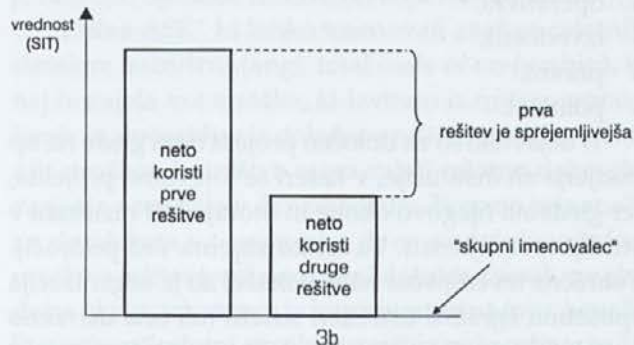 vrednost
(SIT)
neto
koristi
prve
rešitve
prva
rešitev je sprejemljivejša
neto
koristi
druge
rešitve
"skupni imenovalec"
3b